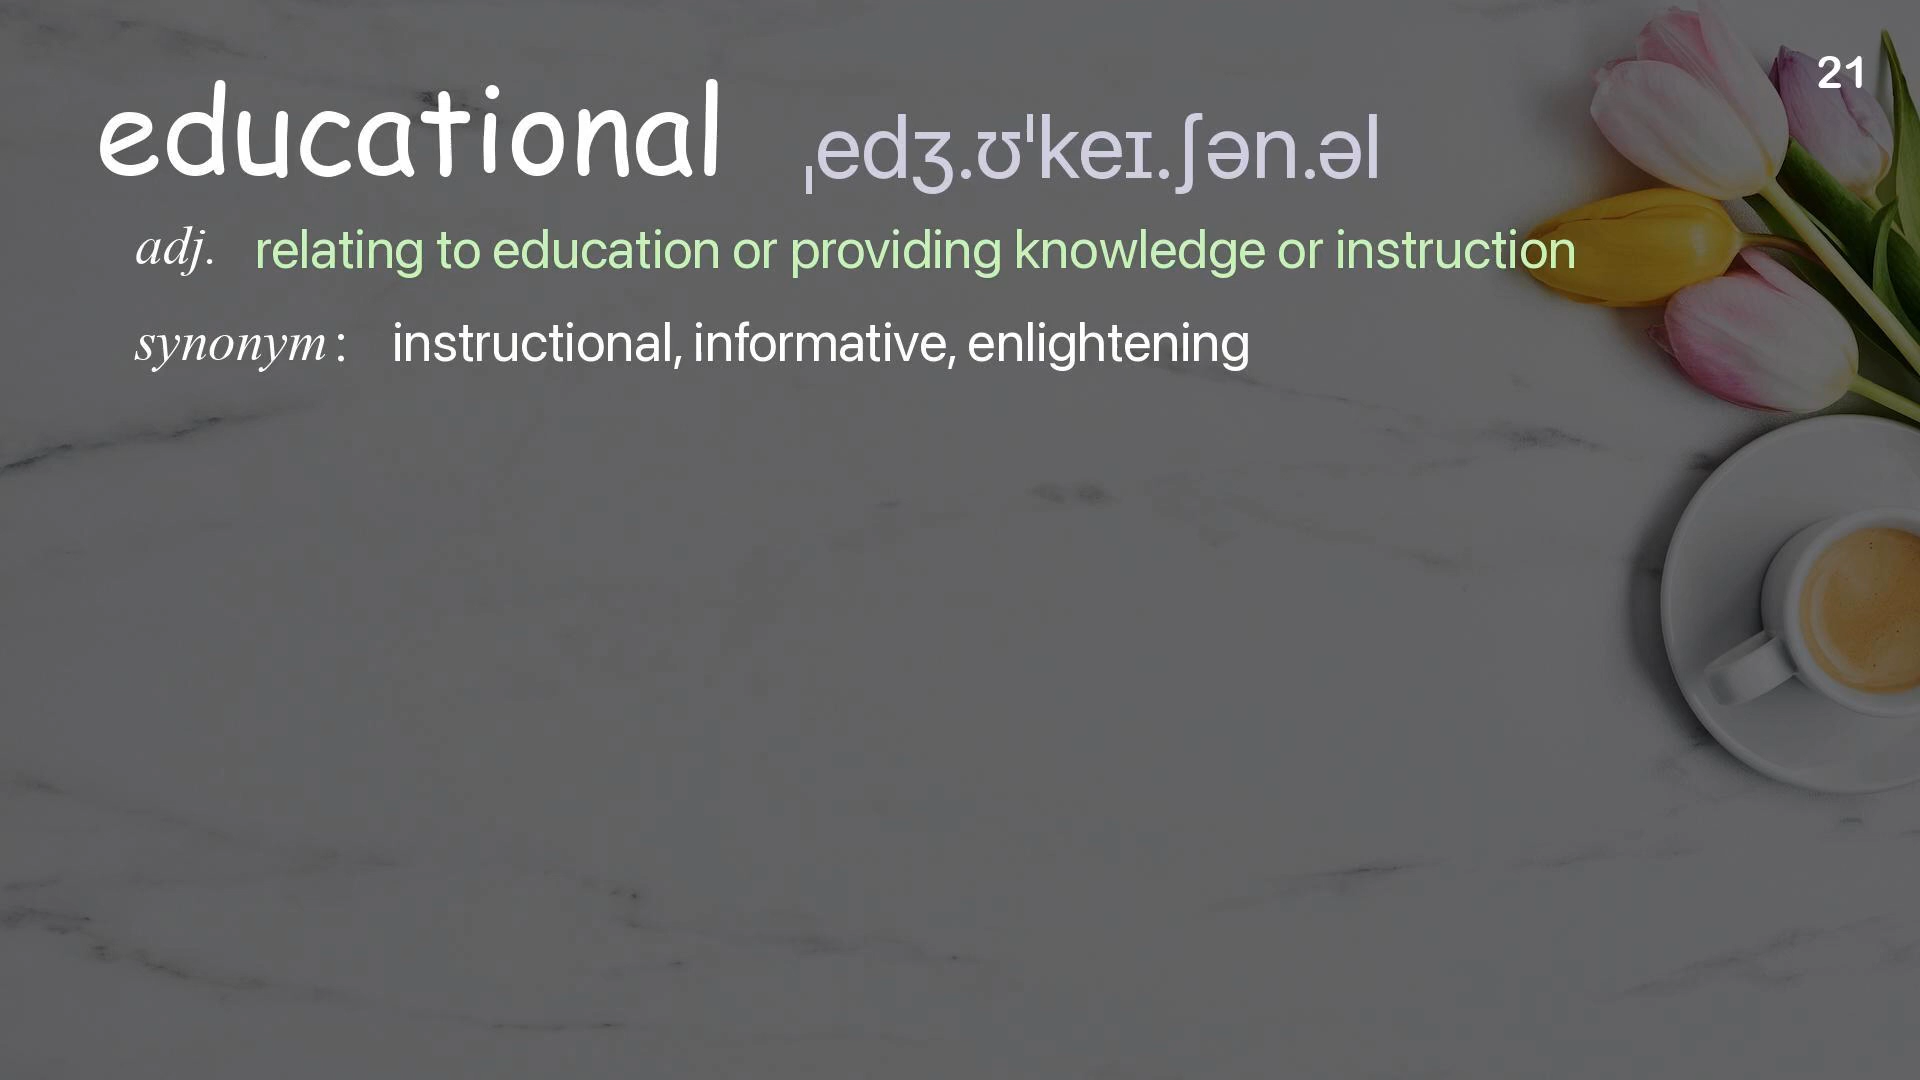 21
educational ˌedʒ.ʊˈkeɪ.ʃən.əl
adj. relating to education or providing knowledge or instruction
synonym : instructional, informative, enlightening